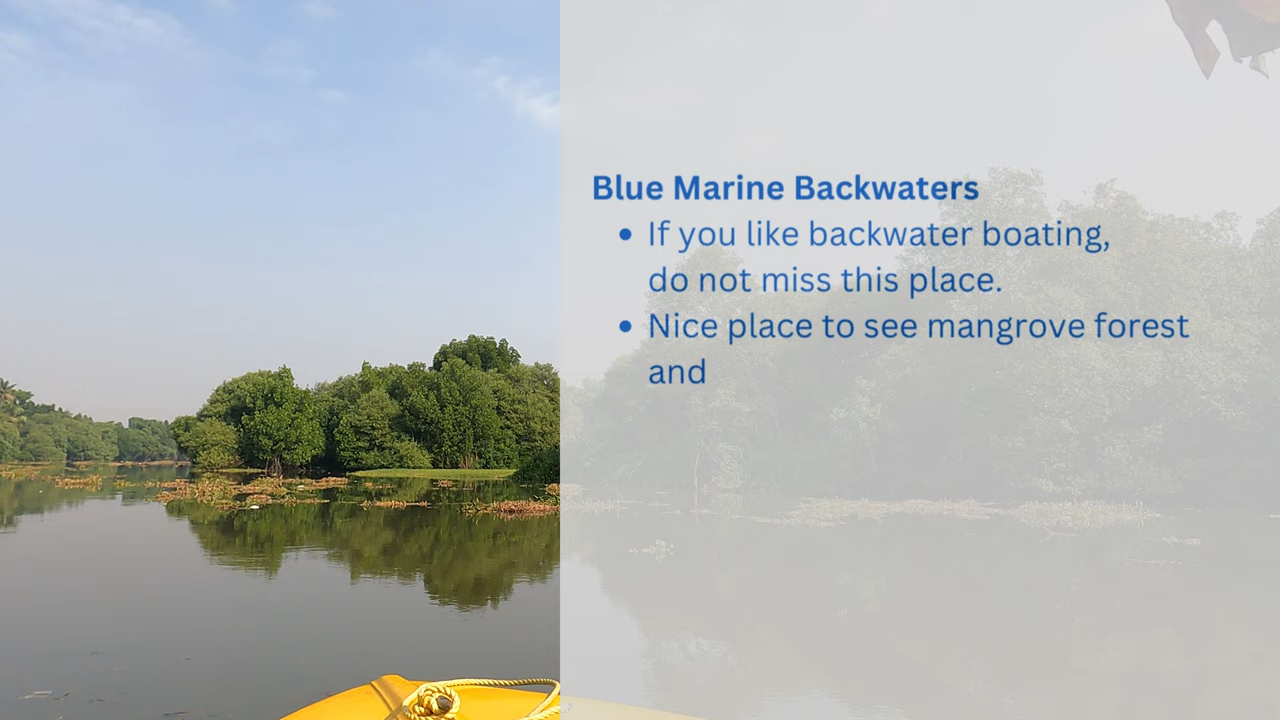 Blue Marine Backwaters
• If you like backwater boating,
do not miss this place.
• Nice place to see mangrove forest
and